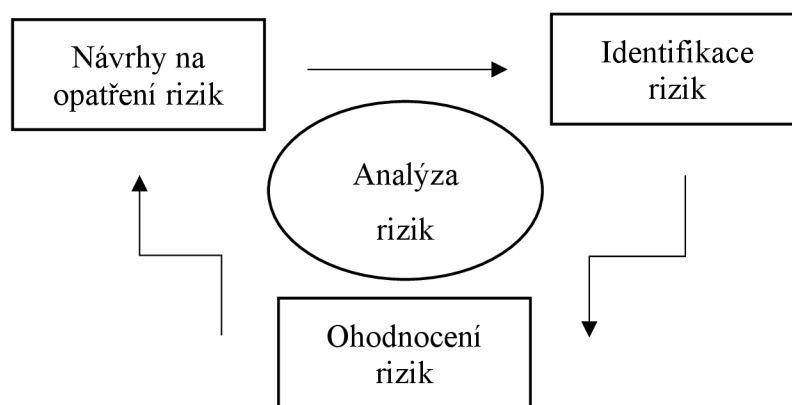 Návrhy na
opatření rizik
Identifikace
rizik
Analýza
rizik
Ohodnocení
rizik